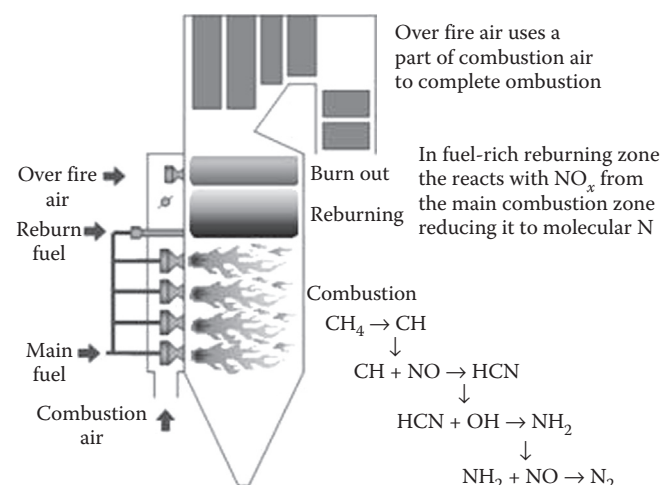 Over fire air uses a
part of combustion air
to complete ombustion
Over fire
air
Burn out
In fuel-rich reburning zone
the reacts with NOₓ from
the main combustion zone
reducing it to molecular N
Reburn
fuel
Reburning
Combustion
CH₄ → CH
↓
CH + NO → HCN
↓
HCN + OH → NH₂
↓
NH₂ + NO → N₂
Main
fuel
Combustion
air